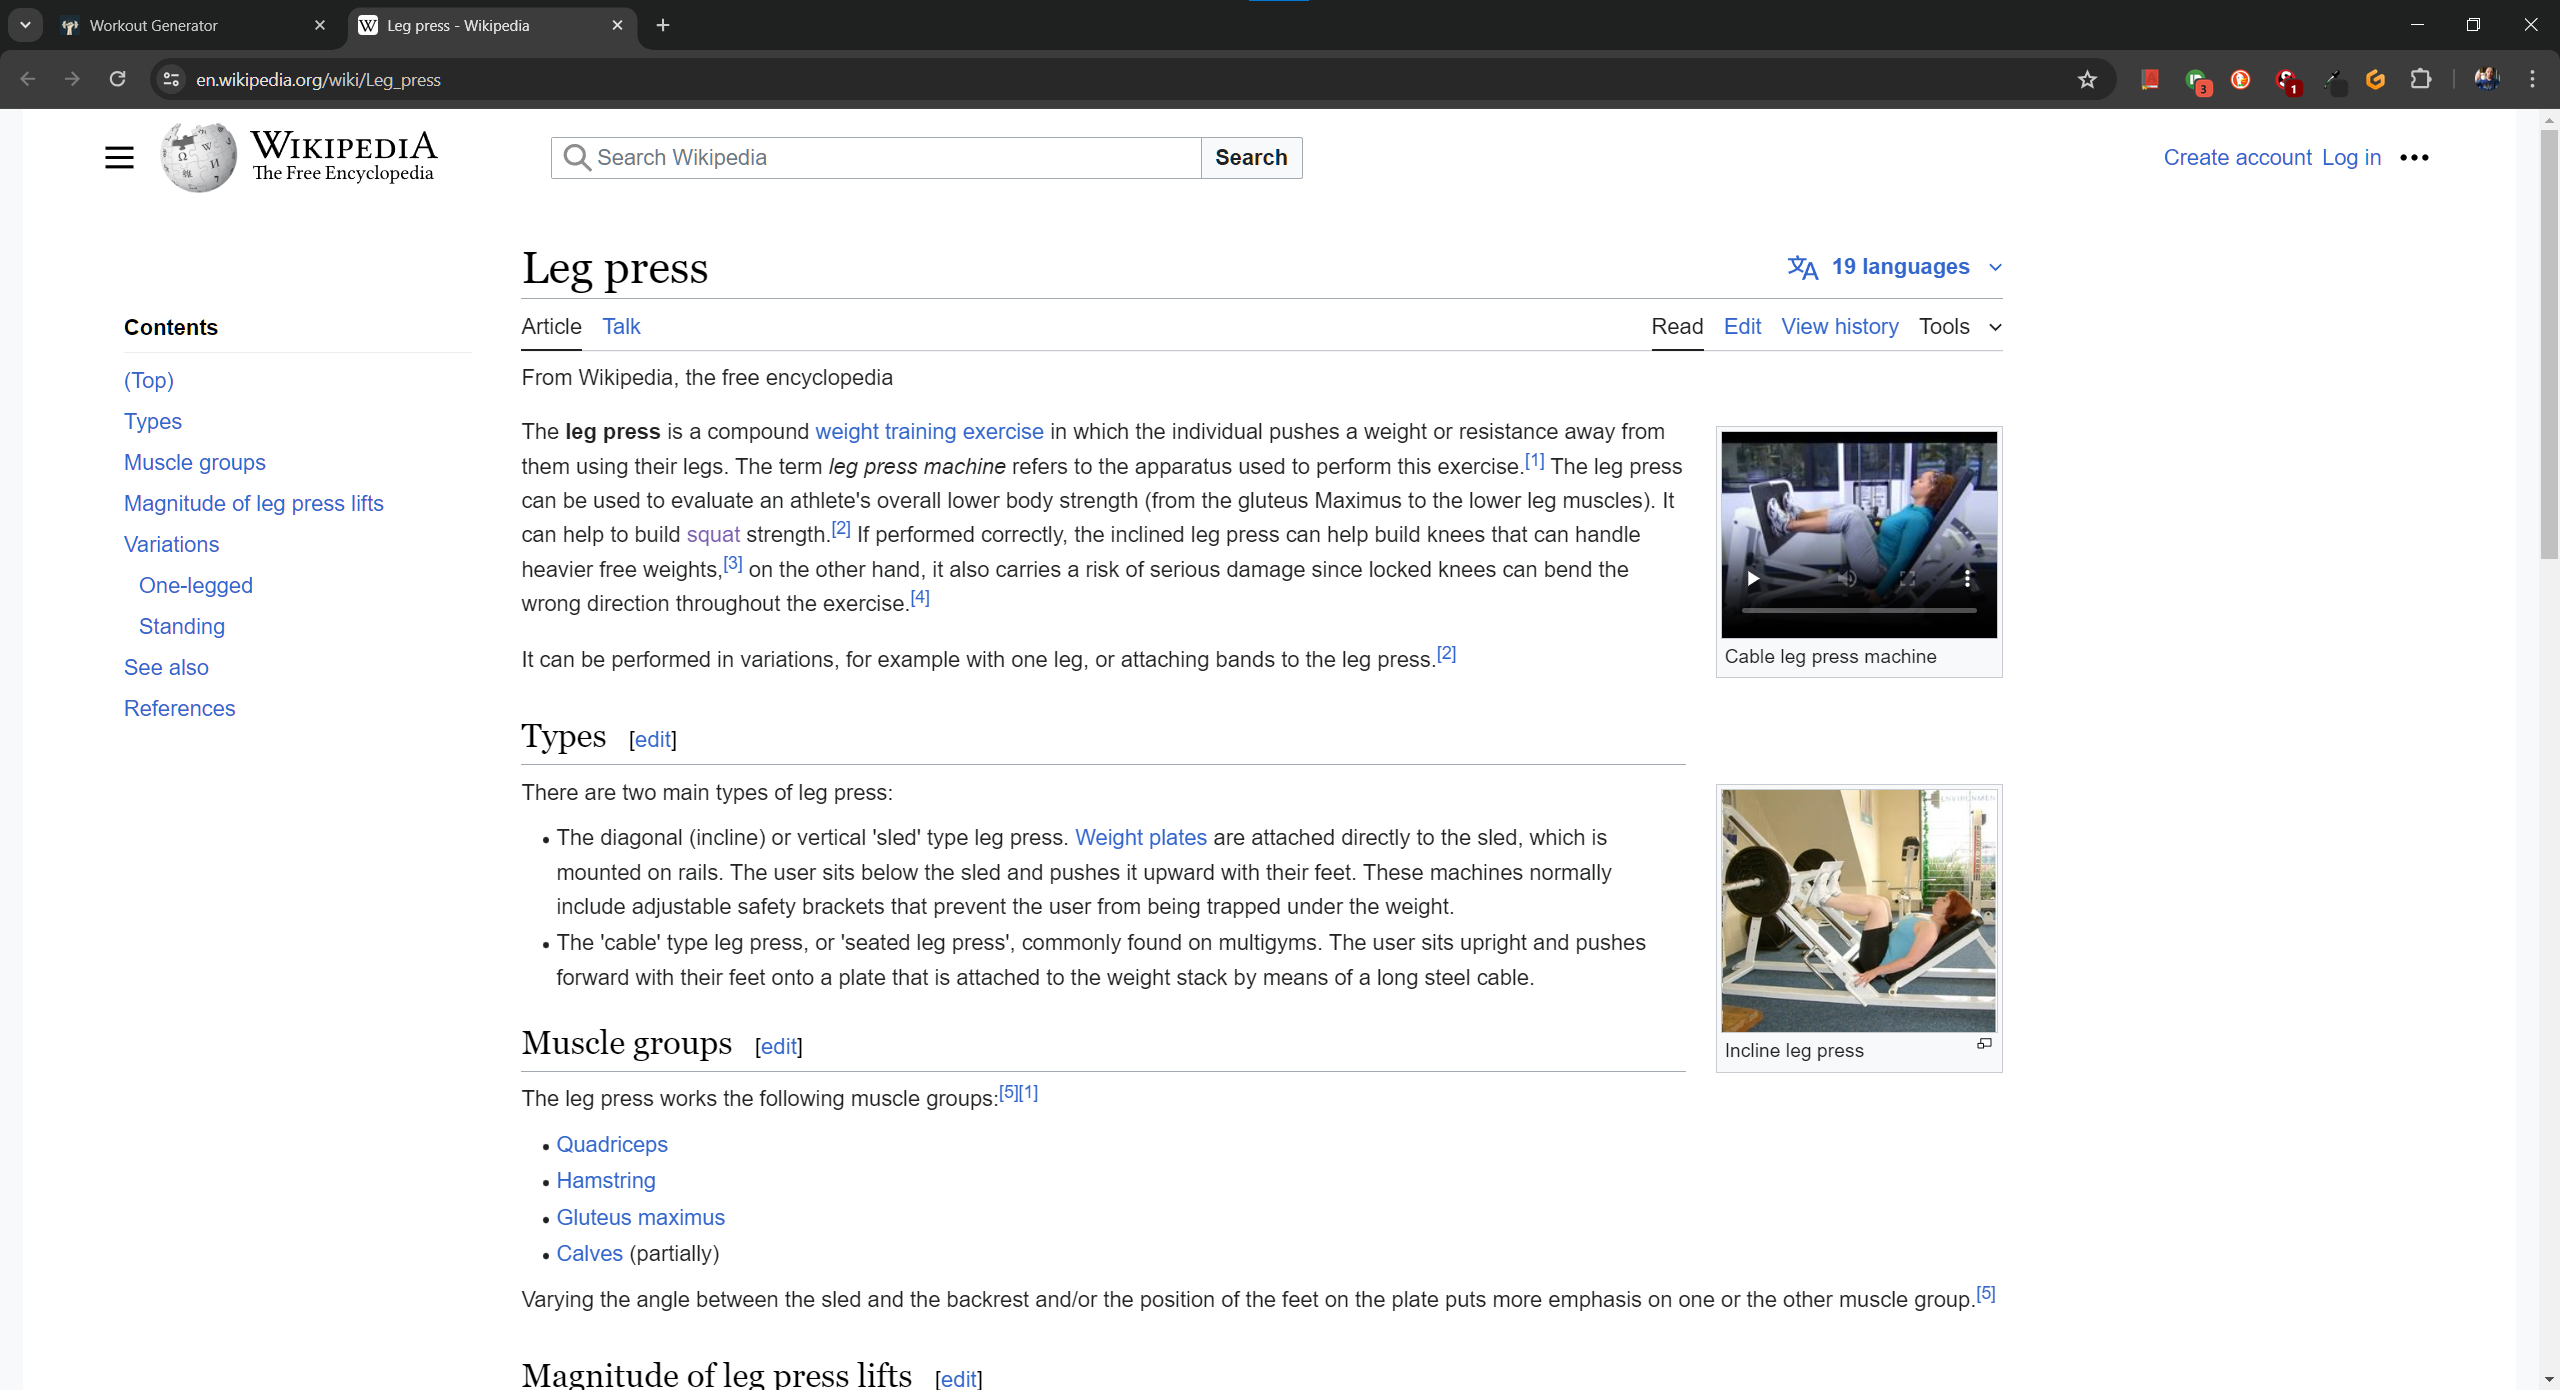 Workout Generator
Leg press - Wikipedia
en.wikipedia.org/wiki/Leg_press
3
1
WIKIPEDIA
The Free Encyclopedia
Search Wikipedia
Search
Create account Log in
Leg press
19 languages
Contents
(Top)
Types
Muscle groups
Magnitude of leg press lifts
Variations
One-legged
Standing
See also
References
Article Talk
Read Edit View history Tools
From Wikipedia, the free encyclopedia
The leg press is a compound weight training exercise in which the individual pushes a weight or resistance away from
them using their legs. The term leg press machine refers to the apparatus used to perform this exercise.[1] The leg press
can be used to evaluate an athlete's overall lower body strength (from the gluteus Maximus to the lower leg muscles). It
can help to build squat strength.[2] If performed correctly, the inclined leg press can help build knees that can handle
heavier free weights,[3] on the other hand, it also carries a risk of serious damage since locked knees can bend the
wrong direction throughout the exercise.[4]
It can be performed in variations, for example with one leg, or attaching bands to the leg press.[2]
Cable leg press machine
Types [edit]
There are two main types of leg press:
• The diagonal (incline) or vertical 'sled' type leg press. Weight plates are attached directly to the sled, which is
mounted on rails. The user sits below the sled and pushes it upward with their feet. These machines normally
include adjustable safety brackets that prevent the user from being trapped under the weight.
• The 'cable' type leg press, or 'seated leg press', commonly found on multigyms. The user sits upright and pushes
forward with their feet onto a plate that is attached to the weight stack by means of a long steel cable.
Incline leg press
Muscle groups [edit]
The leg press works the following muscle groups:[5][1]
• Quadriceps
• Hamstring
• Gluteus maximus
• Calves (partially)
Varying the angle between the sled and the backrest and/or the position of the feet on the plate puts more emphasis on one or the other muscle group.[5]
Magnitude of leg press lifts [edit]